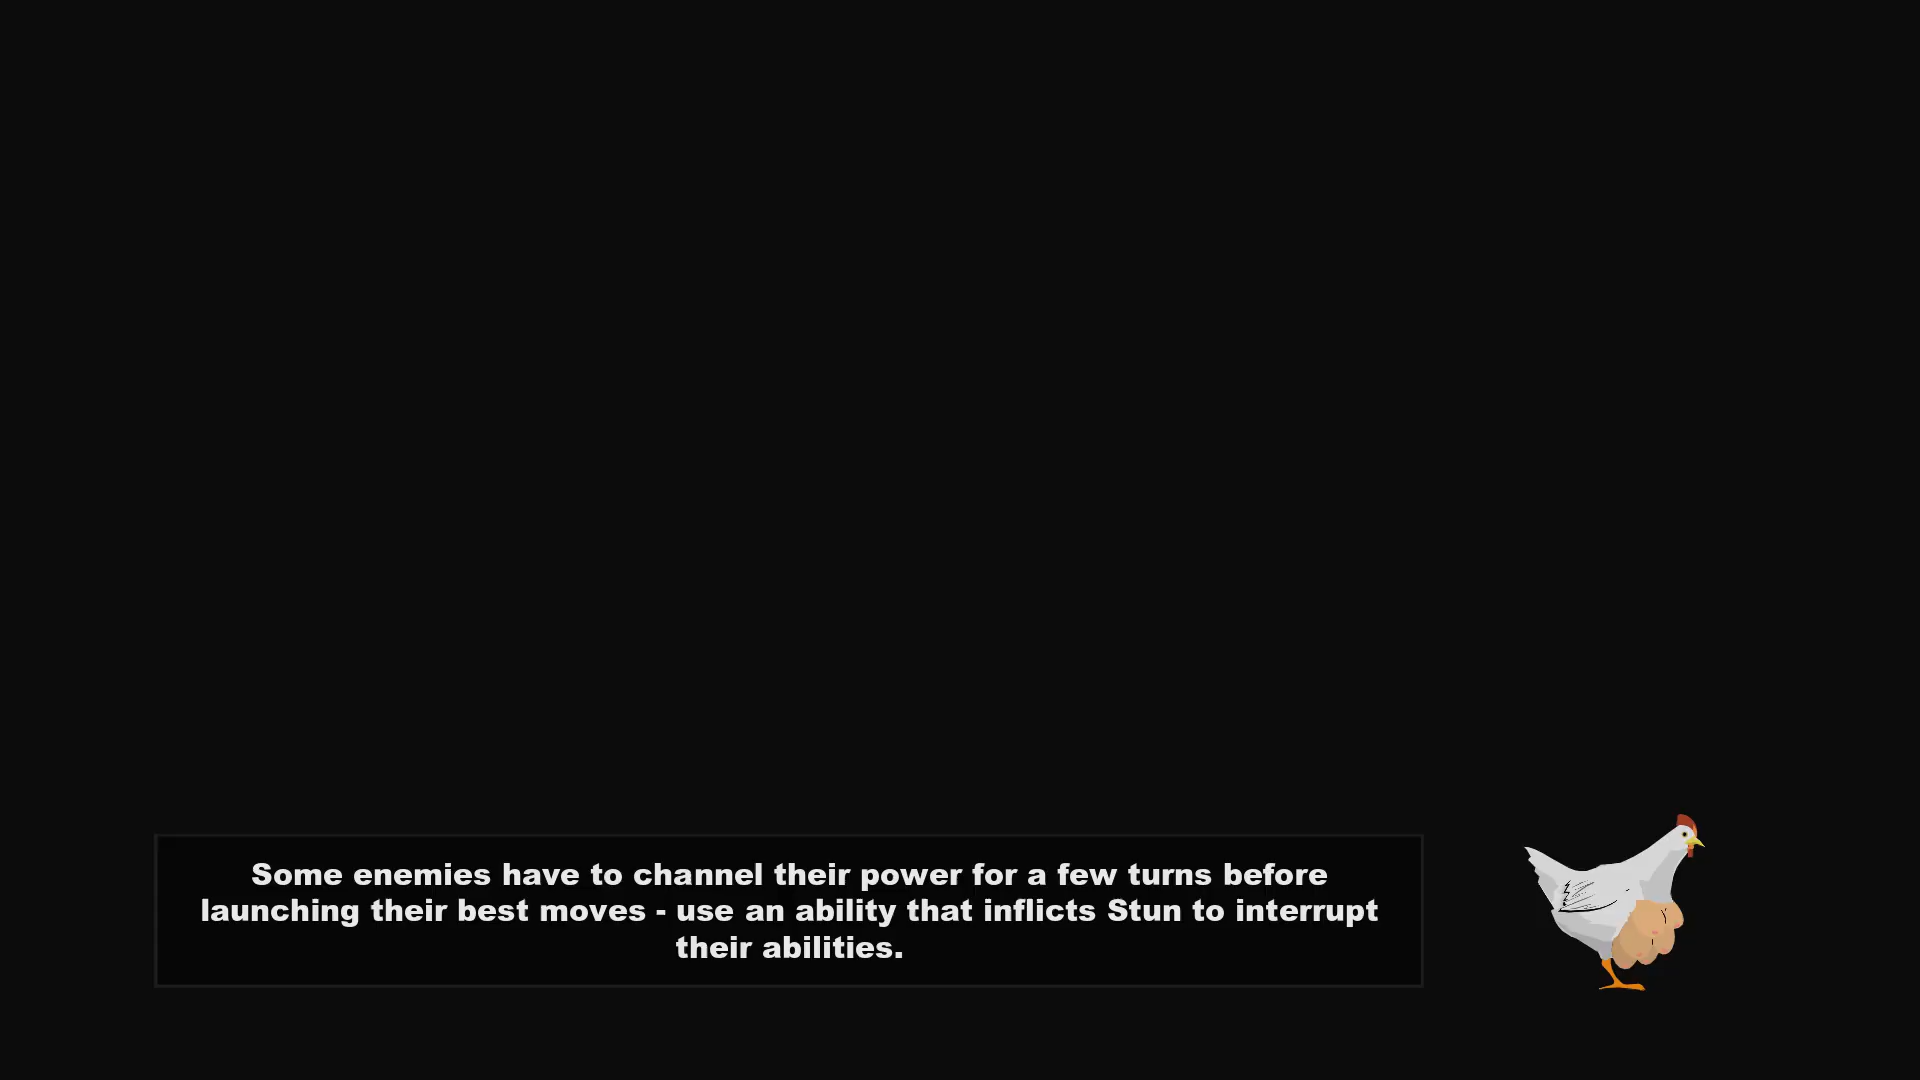 Some enemies have to channel their power for a few turns before
launching their best moves - use an ability that inflicts Stun to interrupt
their abilities.